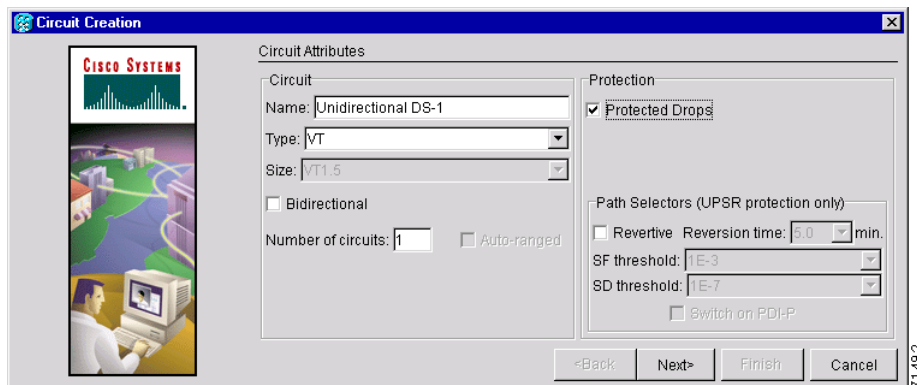 Circuit Creation
CISCO SYSTEMS
Circuit Attributes
Circuit
Name: Unidirectional DS-1
Type: VT
Size: VT1.5
Bidirectional
Number of circuits: 1 Auto-ranged
Protection
Protected Drops
Path Selectors (UPSR protection only)
Revertive Reversion time: 5.0 min.
SF threshold: 1E-3
SD threshold: 1E-7
Switch on PDI-P
<Back Next> Finish Cancel